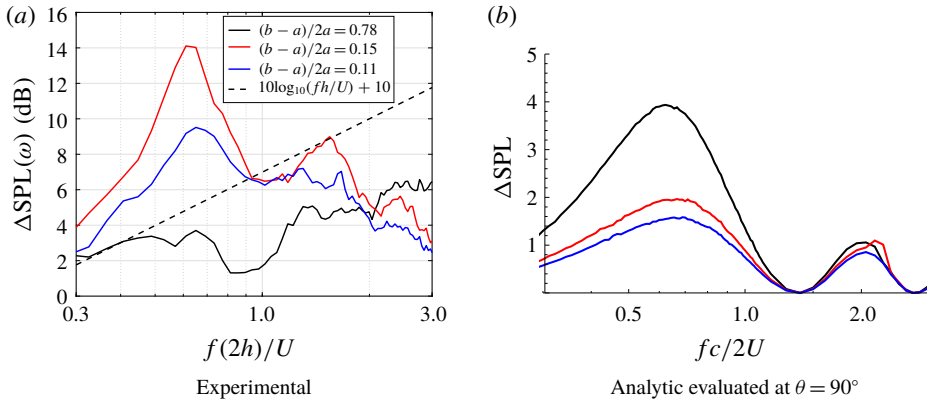 (a)
16
14
12
10
8
6
4
2
0
ΔSPL(ω) (dB)
(b − a)/2a = 0.78
(b − a)/2a = 0.15
(b − a)/2a = 0.11
10log₁₀(fh/U) + 10
0.3 1.0 3.0
f(2h)/U
Experimental
(b)
5
4
3
2
1
ΔSPL
0.5 1.0 2.0
fc/2U
Analytic evaluated at θ = 90°